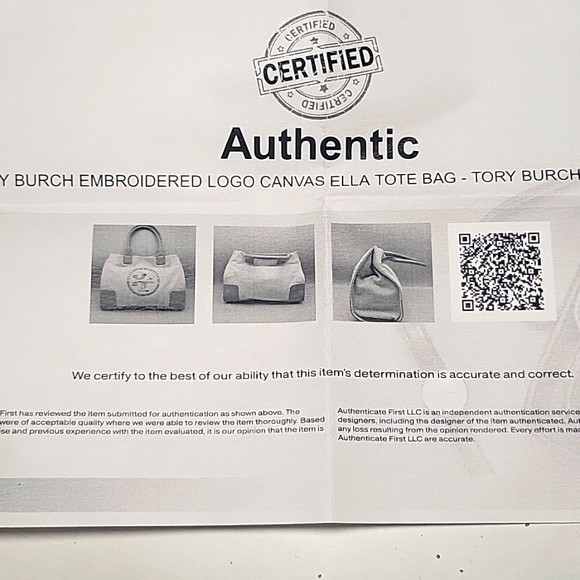 CERTIFIED
CERTIFIED
CERTIFIED
Authentic
Y BURCH EMBROIDERED LOGO CANVAS ELLA TOTE BAG - TORY BURCH
We certify to the best of our ability that this item's determination is accurate and correct.
First has reviewed the item submitted for authentication as shown above. The
were of acceptable quality where we were able to review the item thoroughly. Based
se and previous experience with the item evaluated, it is our opinion that the item is
Authenticate First LLC is an independent authentication service
designers, including the designer of the item authenticated. Aut
any loss resulting from the opinion rendered. Every effort is mad
Authenticate First LLC are accurate.